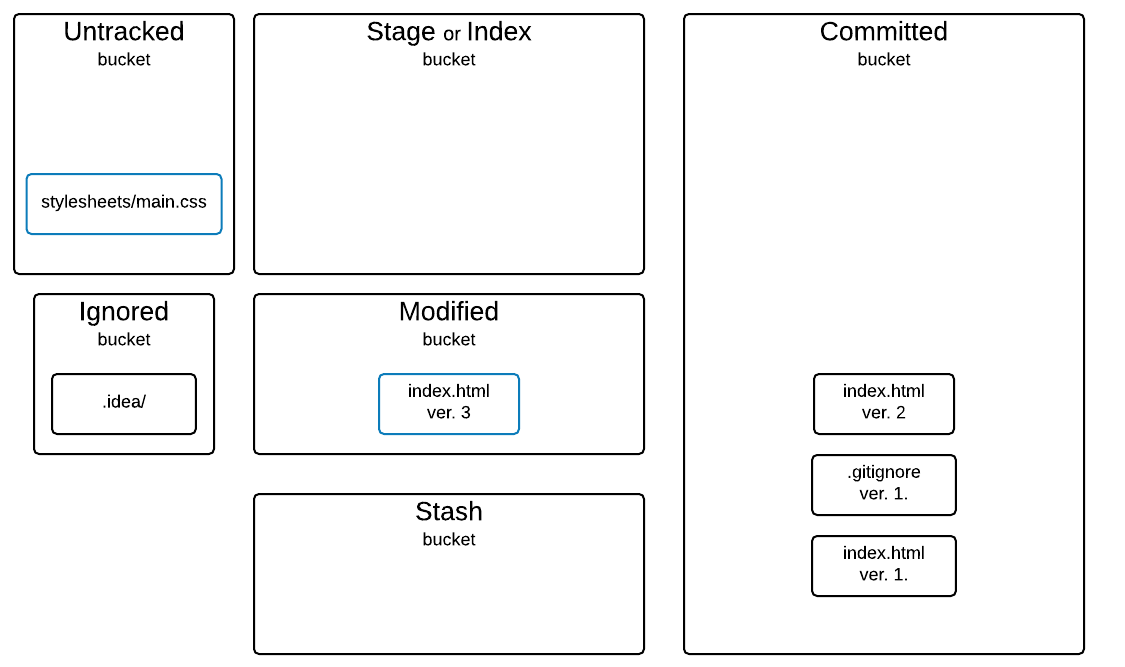 Untracked
bucket
stylesheets/main.css
Stage or Index
bucket
Committed
bucket
Ignored
bucket
.idea/
Modified
bucket
index.html
ver. 3
index.html
ver. 2
.gitignore
ver. 1.
index.html
ver. 1.
Stash
bucket